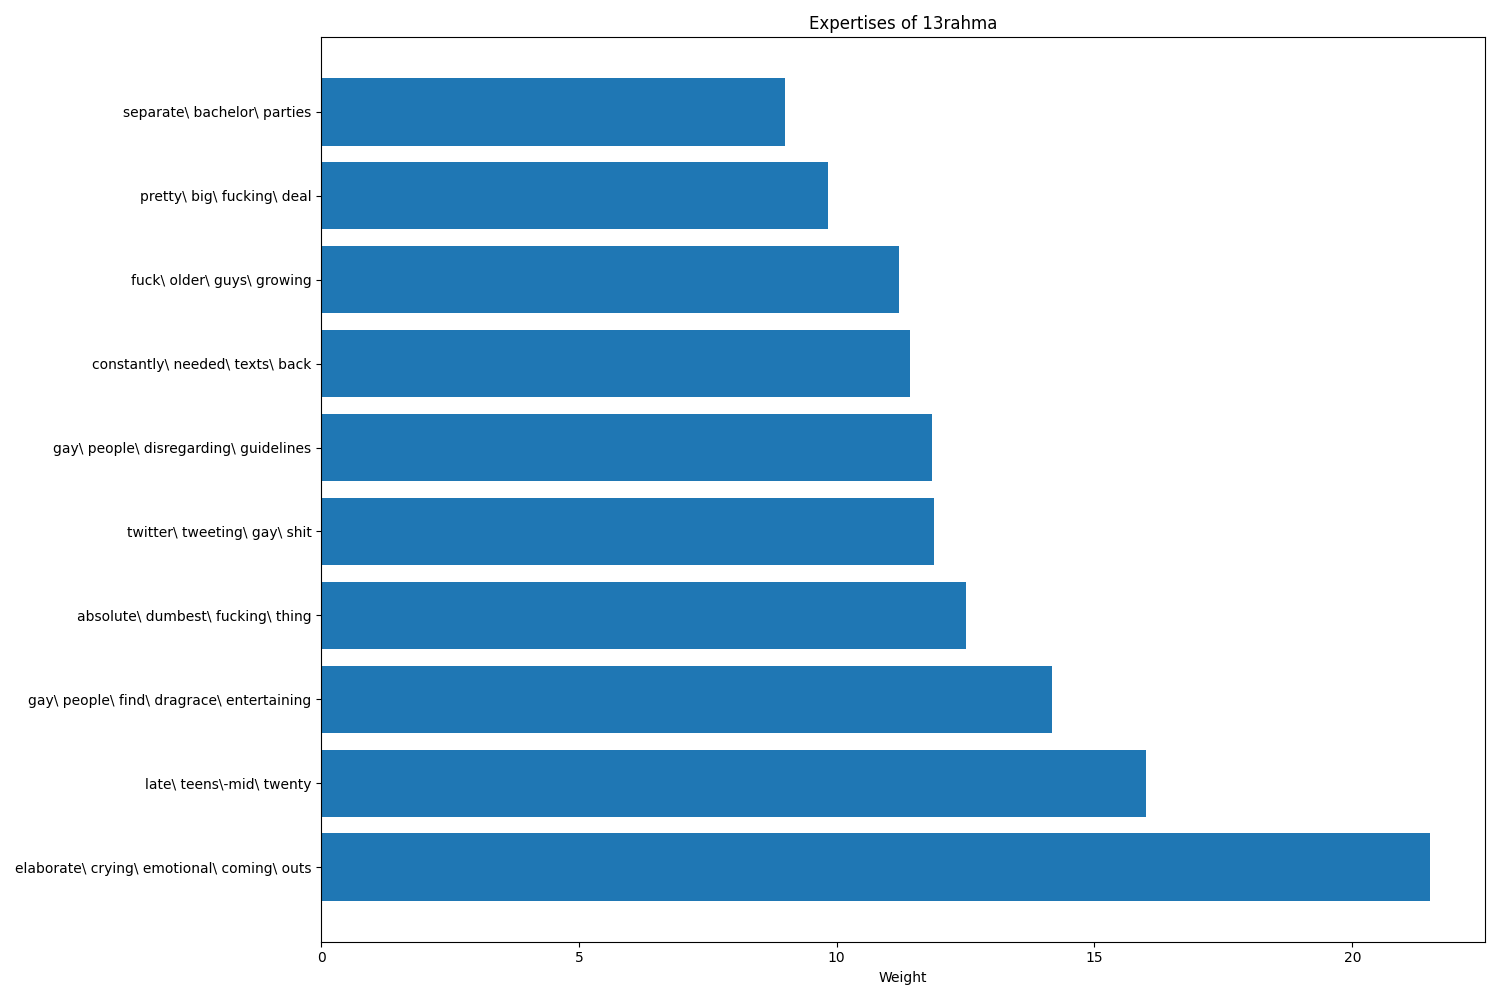 Expertises of 13rahma
separate\ bachelor\ parties
pretty\ big\ fucking\ deal
fuck\ older\ guys\ growing
constantly\ needed\ texts\ back
gay\ people\ disregarding\ guidelines
twitter\ tweeting\ gay\ shit
absolute\ dumbest\ fucking\ thing
gay\ people\ find\ dragrace\ entertaining
late\ teens\-mid\ twenty
elaborate\ crying\ emotional\ coming\ outs
0 5 10 15 20
Weight